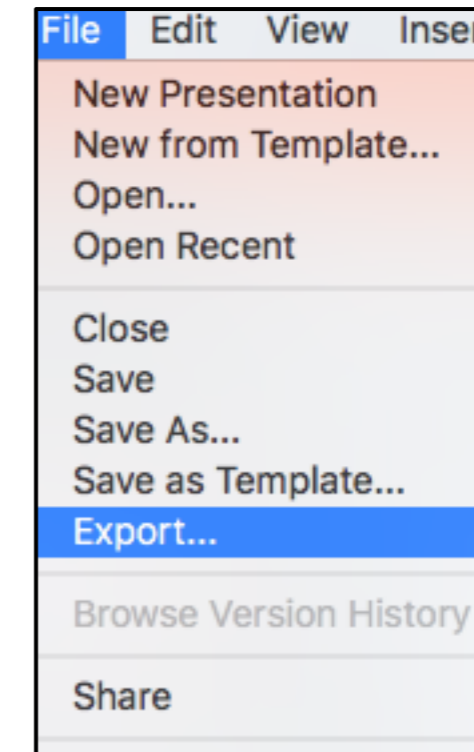 File Edit View Inser
New Presentation
New from Template...
Open...
Open Recent
Close
Save
Save As...
Save as Template...
Export...
Browse Version History
Share